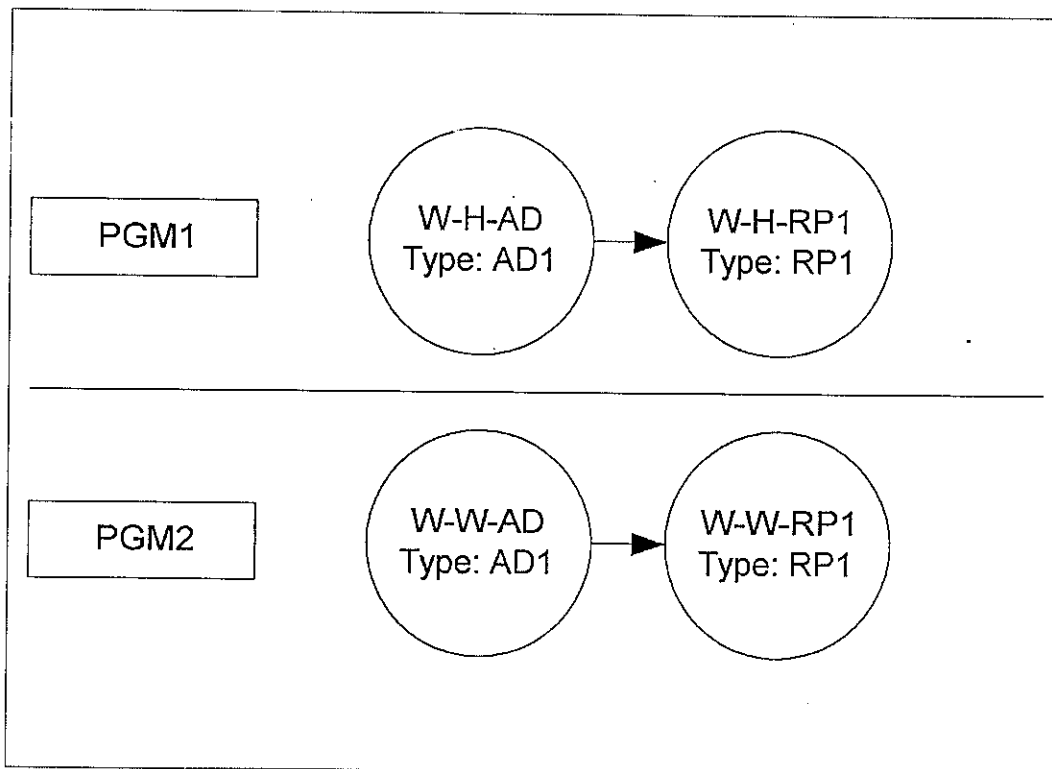 PGM1
W-H-AD
Type: AD1
W-H-RP1
Type: RP1
PGM2
W-W-AD
Type: AD1
W-W-RP1
Type: RP1